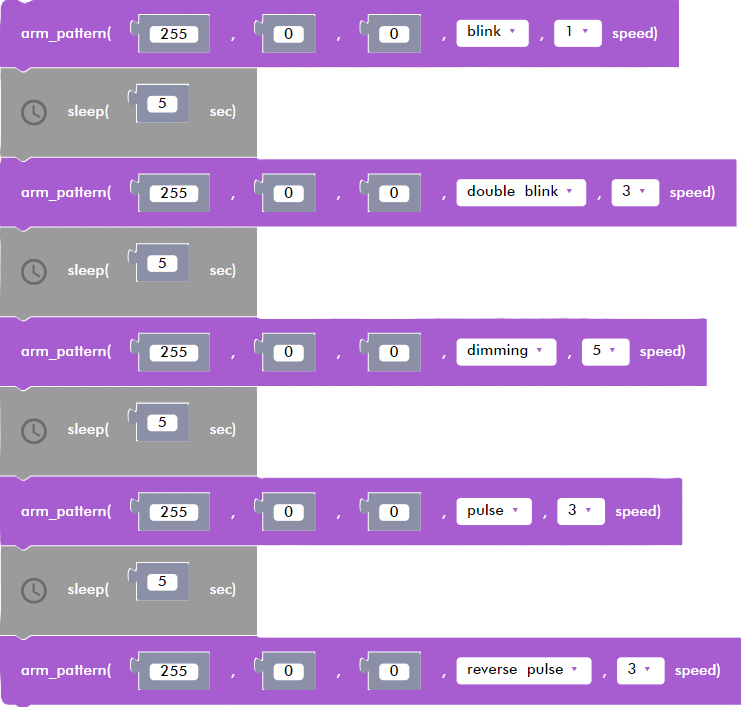 arm_pattern( 255 , 0 , 0 , blink , 1 speed)
sleep( 5 sec)
arm_pattern( 255 , 0 , 0 , double blink , 3 speed)
sleep( 5 sec)
arm_pattern( 255 , 0 , 0 , dimming , 5 speed)
sleep( 5 sec)
arm_pattern( 255 , 0 , 0 , pulse , 3 speed)
sleep( 5 sec)
arm_pattern( 255 , 0 , 0 , reverse pulse , 3 speed)